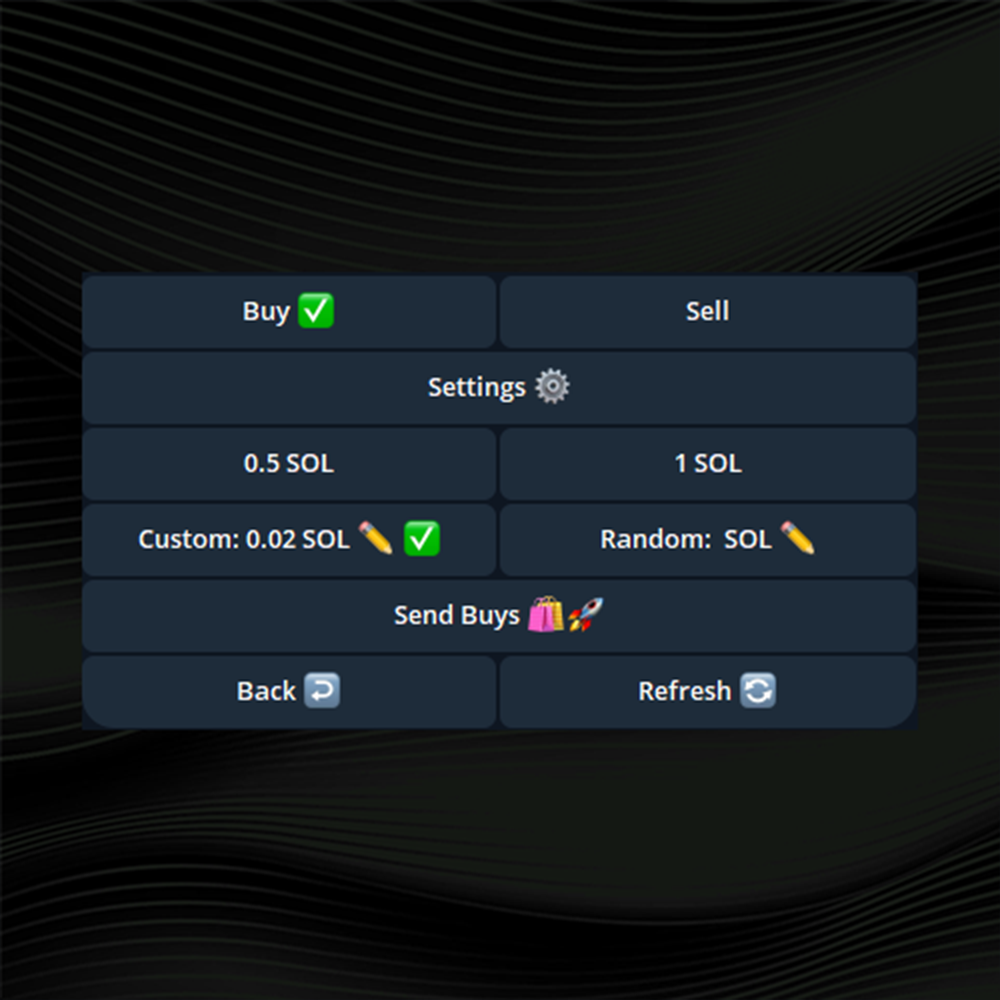 Buy ✅
Sell
Settings ⚙️
0.5 SOL
1 SOL
Custom: 0.02 SOL ✏️ ✅
Random:  SOL ✏️
Send Buys 🛍️🚀
Back ↩️
Refresh 🔄